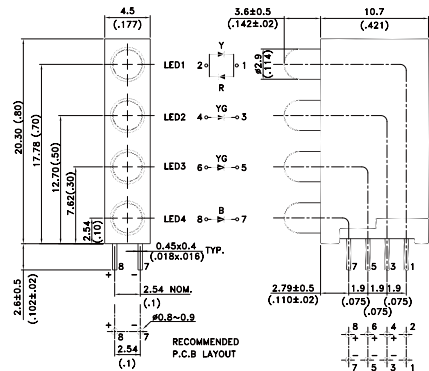 4.5
(.177)
3.6±0.5
(.142±.02)
10.7
(.421)
Y
LED1 2 1
R
ø2.9
(.114)
LED2 4 YG 3
LED3 6 YG 5
LED4 8 B 7
20.30 (.80)
17.78 (.70)
12.70(.50)
7.62(.30)
2.54
(.10)
0.45x0.4
(.018x.016)
TYP.
8 7
+ −
2.6±0.5
(.102±.02)
2.54 NOM.
(.1)
8 7
+ −
ø0.8~0.9
2.54
(.1)
RECOMMENDED
P.C.B LAYOUT
7 5 3 1
2.79±0.5
(.110±.02)
1.9 1.9 1.9
(.075) (.075)
(.075)
8 6 4 2
+ + +
− − −
7 5 3 1